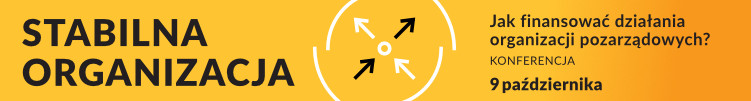 STABILNA
ORGANIZACJA
Jak finansować działania
organizacji pozarządowych?
KONFERENCJA
9 października